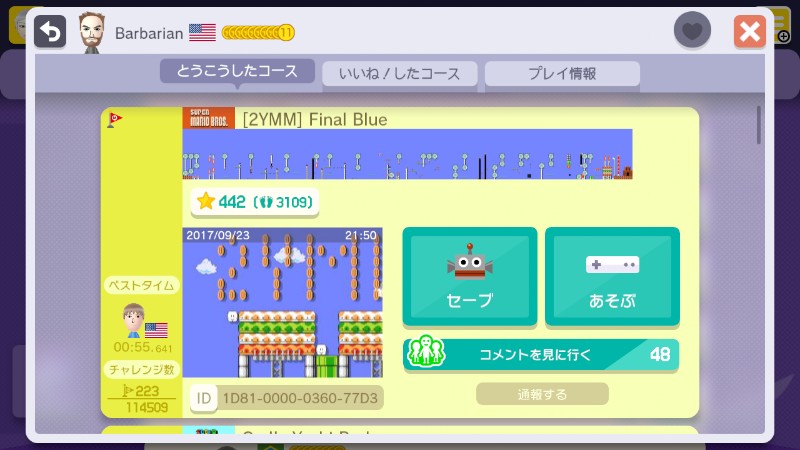 Barbarian 11
とうこうしたコース いいね！したコース プレイ情報
SUPER MARIO BROS. [2YMM] Final Blue
442 ( 3109)
2017/09/23 21:50
セーブ あそぶ
ベストタイム
00:55.641
コメントを見に行く 48
チャレンジ数
223
114509
ID 1D81-0000-0360-77D3
通報する